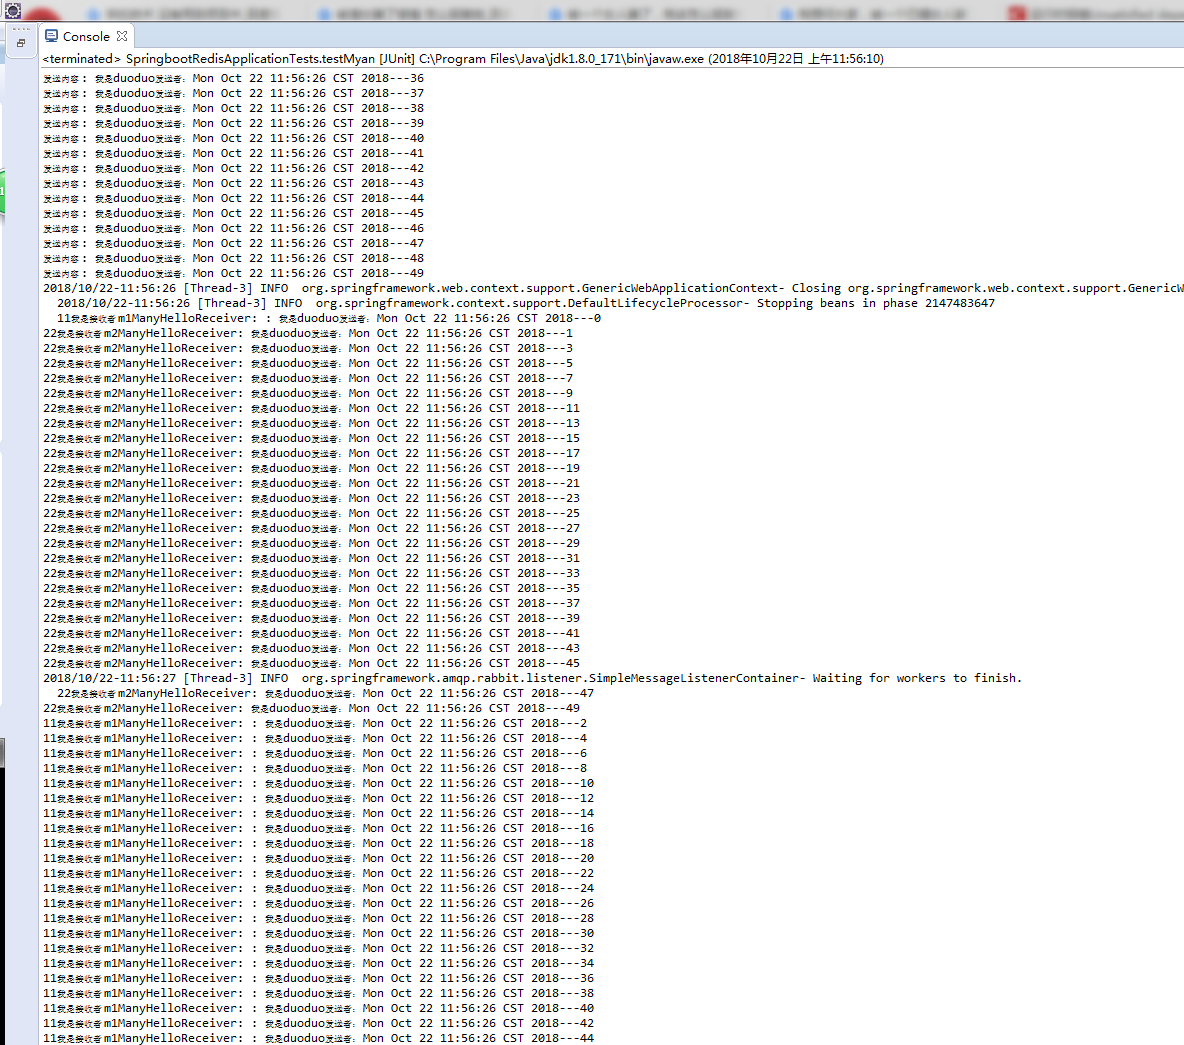 Console
<terminated> SpringbootRedisApplicationTests.testMyan [JUnit] C:\Program Files\Java\jdk1.8.0_171\bin\javaw.exe (2018年10月22日 上午11:56:10)
发送内容: 我是duoduo发送者: Mon Oct 22 11:56:26 CST 2018---36
发送内容: 我是duoduo发送者: Mon Oct 22 11:56:26 CST 2018---37
发送内容: 我是duoduo发送者: Mon Oct 22 11:56:26 CST 2018---38
发送内容: 我是duoduo发送者: Mon Oct 22 11:56:26 CST 2018---39
发送内容: 我是duoduo发送者: Mon Oct 22 11:56:26 CST 2018---40
发送内容: 我是duoduo发送者: Mon Oct 22 11:56:26 CST 2018---41
发送内容: 我是duoduo发送者: Mon Oct 22 11:56:26 CST 2018---42
发送内容: 我是duoduo发送者: Mon Oct 22 11:56:26 CST 2018---43
发送内容: 我是duoduo发送者: Mon Oct 22 11:56:26 CST 2018---44
发送内容: 我是duoduo发送者: Mon Oct 22 11:56:26 CST 2018---45
发送内容: 我是duoduo发送者: Mon Oct 22 11:56:26 CST 2018---46
发送内容: 我是duoduo发送者: Mon Oct 22 11:56:26 CST 2018---47
发送内容: 我是duoduo发送者: Mon Oct 22 11:56:26 CST 2018---48
发送内容: 我是duoduo发送者: Mon Oct 22 11:56:26 CST 2018---49
2018/10/22-11:56:26 [Thread-3] INFO  org.springframework.web.context.support.GenericWebApplicationContext- Closing org.springframework.web.context.support.GenericW
2018/10/22-11:56:26 [Thread-3] INFO  org.springframework.context.support.DefaultLifecycleProcessor- Stopping beans in phase 2147483647
11我是接收者m1ManyHelloReceiver: : 我是duoduo发送者: Mon Oct 22 11:56:26 CST 2018---0
22我是接收者m2ManyHelloReceiver: 我是duoduo发送者: Mon Oct 22 11:56:26 CST 2018---1
22我是接收者m2ManyHelloReceiver: 我是duoduo发送者: Mon Oct 22 11:56:26 CST 2018---3
22我是接收者m2ManyHelloReceiver: 我是duoduo发送者: Mon Oct 22 11:56:26 CST 2018---5
22我是接收者m2ManyHelloReceiver: 我是duoduo发送者: Mon Oct 22 11:56:26 CST 2018---7
22我是接收者m2ManyHelloReceiver: 我是duoduo发送者: Mon Oct 22 11:56:26 CST 2018---9
22我是接收者m2ManyHelloReceiver: 我是duoduo发送者: Mon Oct 22 11:56:26 CST 2018---11
22我是接收者m2ManyHelloReceiver: 我是duoduo发送者: Mon Oct 22 11:56:26 CST 2018---13
22我是接收者m2ManyHelloReceiver: 我是duoduo发送者: Mon Oct 22 11:56:26 CST 2018---15
22我是接收者m2ManyHelloReceiver: 我是duoduo发送者: Mon Oct 22 11:56:26 CST 2018---17
22我是接收者m2ManyHelloReceiver: 我是duoduo发送者: Mon Oct 22 11:56:26 CST 2018---19
22我是接收者m2ManyHelloReceiver: 我是duoduo发送者: Mon Oct 22 11:56:26 CST 2018---21
22我是接收者m2ManyHelloReceiver: 我是duoduo发送者: Mon Oct 22 11:56:26 CST 2018---23
22我是接收者m2ManyHelloReceiver: 我是duoduo发送者: Mon Oct 22 11:56:26 CST 2018---25
22我是接收者m2ManyHelloReceiver: 我是duoduo发送者: Mon Oct 22 11:56:26 CST 2018---27
22我是接收者m2ManyHelloReceiver: 我是duoduo发送者: Mon Oct 22 11:56:26 CST 2018---29
22我是接收者m2ManyHelloReceiver: 我是duoduo发送者: Mon Oct 22 11:56:26 CST 2018---31
22我是接收者m2ManyHelloReceiver: 我是duoduo发送者: Mon Oct 22 11:56:26 CST 2018---33
22我是接收者m2ManyHelloReceiver: 我是duoduo发送者: Mon Oct 22 11:56:26 CST 2018---35
22我是接收者m2ManyHelloReceiver: 我是duoduo发送者: Mon Oct 22 11:56:26 CST 2018---37
22我是接收者m2ManyHelloReceiver: 我是duoduo发送者: Mon Oct 22 11:56:26 CST 2018---39
22我是接收者m2ManyHelloReceiver: 我是duoduo发送者: Mon Oct 22 11:56:26 CST 2018---41
22我是接收者m2ManyHelloReceiver: 我是duoduo发送者: Mon Oct 22 11:56:26 CST 2018---43
22我是接收者m2ManyHelloReceiver: 我是duoduo发送者: Mon Oct 22 11:56:26 CST 2018---45
2018/10/22-11:56:27 [Thread-3] INFO  org.springframework.amqp.rabbit.listener.SimpleMessageListenerContainer- Waiting for workers to finish.
22我是接收者m2ManyHelloReceiver: 我是duoduo发送者: Mon Oct 22 11:56:26 CST 2018---47
22我是接收者m2ManyHelloReceiver: 我是duoduo发送者: Mon Oct 22 11:56:26 CST 2018---49
11我是接收者m1ManyHelloReceiver: : 我是duoduo发送者: Mon Oct 22 11:56:26 CST 2018---2
11我是接收者m1ManyHelloReceiver: : 我是duoduo发送者: Mon Oct 22 11:56:26 CST 2018---4
11我是接收者m1ManyHelloReceiver: : 我是duoduo发送者: Mon Oct 22 11:56:26 CST 2018---6
11我是接收者m1ManyHelloReceiver: : 我是duoduo发送者: Mon Oct 22 11:56:26 CST 2018---8
11我是接收者m1ManyHelloReceiver: : 我是duoduo发送者: Mon Oct 22 11:56:26 CST 2018---10
11我是接收者m1ManyHelloReceiver: : 我是duoduo发送者: Mon Oct 22 11:56:26 CST 2018---12
11我是接收者m1ManyHelloReceiver: : 我是duoduo发送者: Mon Oct 22 11:56:26 CST 2018---14
11我是接收者m1ManyHelloReceiver: : 我是duoduo发送者: Mon Oct 22 11:56:26 CST 2018---16
11我是接收者m1ManyHelloReceiver: : 我是duoduo发送者: Mon Oct 22 11:56:26 CST 2018---18
11我是接收者m1ManyHelloReceiver: : 我是duoduo发送者: Mon Oct 22 11:56:26 CST 2018---20
11我是接收者m1ManyHelloReceiver: : 我是duoduo发送者: Mon Oct 22 11:56:26 CST 2018---22
11我是接收者m1ManyHelloReceiver: : 我是duoduo发送者: Mon Oct 22 11:56:26 CST 2018---24
11我是接收者m1ManyHelloReceiver: : 我是duoduo发送者: Mon Oct 22 11:56:26 CST 2018---26
11我是接收者m1ManyHelloReceiver: : 我是duoduo发送者: Mon Oct 22 11:56:26 CST 2018---28
11我是接收者m1ManyHelloReceiver: : 我是duoduo发送者: Mon Oct 22 11:56:26 CST 2018---30
11我是接收者m1ManyHelloReceiver: : 我是duoduo发送者: Mon Oct 22 11:56:26 CST 2018---32
11我是接收者m1ManyHelloReceiver: : 我是duoduo发送者: Mon Oct 22 11:56:26 CST 2018---34
11我是接收者m1ManyHelloReceiver: : 我是duoduo发送者: Mon Oct 22 11:56:26 CST 2018---36
11我是接收者m1ManyHelloReceiver: : 我是duoduo发送者: Mon Oct 22 11:56:26 CST 2018---38
11我是接收者m1ManyHelloReceiver: : 我是duoduo发送者: Mon Oct 22 11:56:26 CST 2018---40
11我是接收者m1ManyHelloReceiver: : 我是duoduo发送者: Mon Oct 22 11:56:26 CST 2018---42
11我是接收者m1ManyHelloReceiver: : 我是duoduo发送者: Mon Oct 22 11:56:26 CST 2018---44